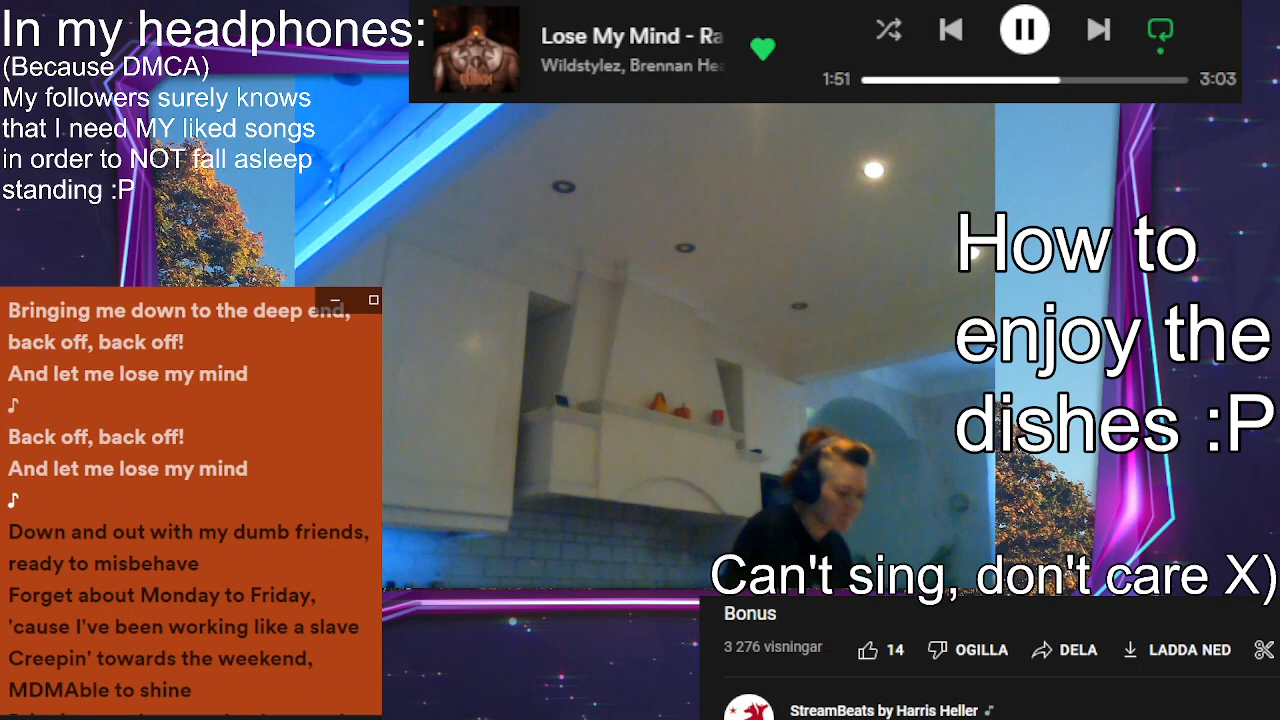 In my headphones:
(Because DMCA)
My followers surely knows
that I need MY liked songs
in order to NOT fall asleep
standing :P
Lose My Mind - Ra
Wildstylez, Brennan Hea
1:51
3:03
How to
enjoy the
dishes :P
Bringing me down to the deep end,
back off, back off!
And let me lose my mind
♪
Back off, back off!
And let me lose my mind
♪
Down and out with my dumb friends,
ready to misbehave
Forget about Monday to Friday,
'cause I've been working like a slave
Creepin' towards the weekend,
MDMAble to shine
Can't sing, don't care X)
Bonus
3 276 visningar
14
OGILLA
DELA
LADDA NED
StreamBeats by Harris Heller